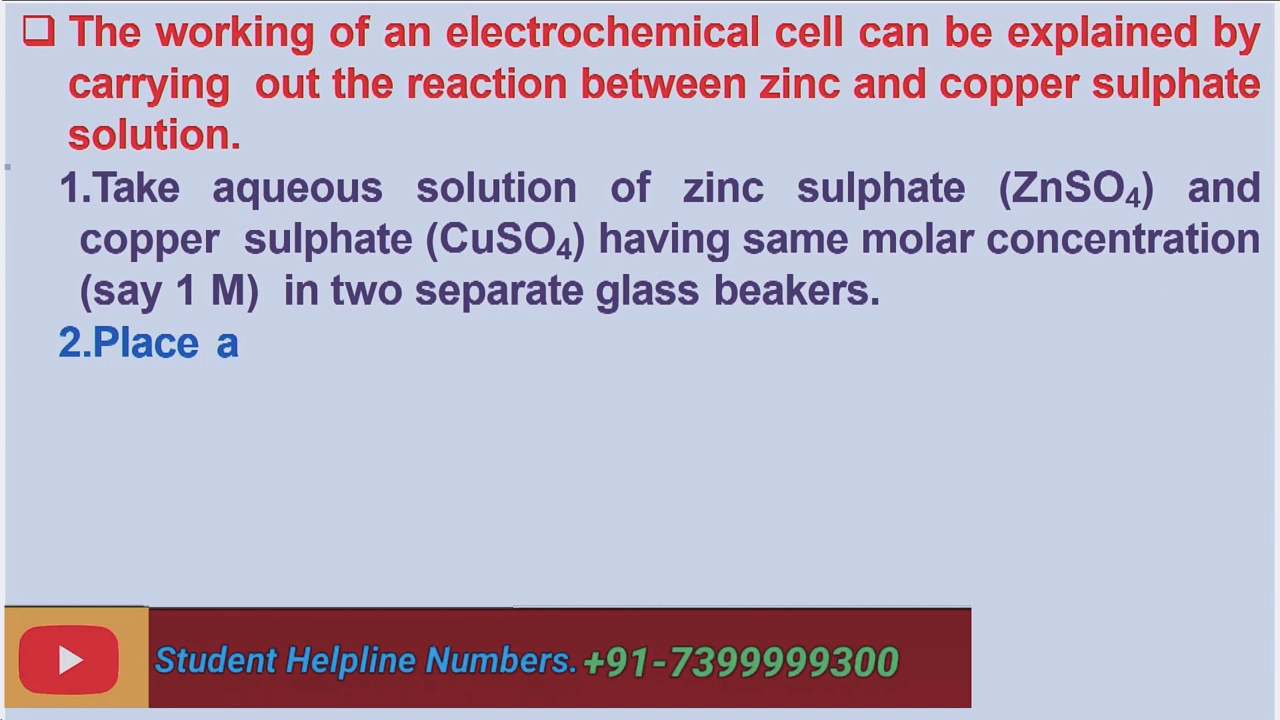 ❑ The working of an electrochemical cell can be explained by
carrying out the reaction between zinc and copper sulphate
solution.
1.Take aqueous solution of zinc sulphate (ZnSO₄) and
copper sulphate (CuSO₄) having same molar concentration
(say 1 M) in two separate glass beakers.
2.Place a
Student Helpline Numbers. +91-7399999300